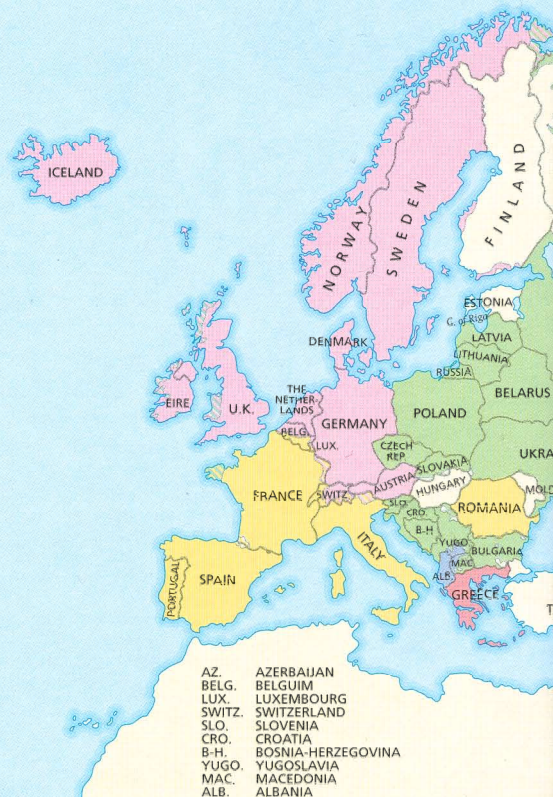 ICELAND
NORWAY
SWEDEN
FINLAND
ESTONIA
G. of Riga
LATVIA
LITHUANIA
RUSSIA
DENMARK
BELARUS
EIRE
U.K.
THE
NETHER-
LANDS
BELG.
LUX.
GERMANY
POLAND
CZECH
REP.
SLOVAKIA
UKRA
AUSTRIA
HUNGARY
MOLD
FRANCE
SWITZ.
SLO.
CRO.
B-H
ROMANIA
ITALY
YUGO
BULGARIA
MAC.
ALB.
GREECE
T
PORTUGAL
SPAIN
AZ. AZERBAIJAN
BELG. BELGUIM
LUX. LUXEMBOURG
SWITZ. SWITZERLAND
SLO. SLOVENIA
CRO. CROATIA
B-H. BOSNIA-HERZEGOVINA
YUGO. YUGOSLAVIA
MAC. MACEDONIA
ALB. ALBANIA